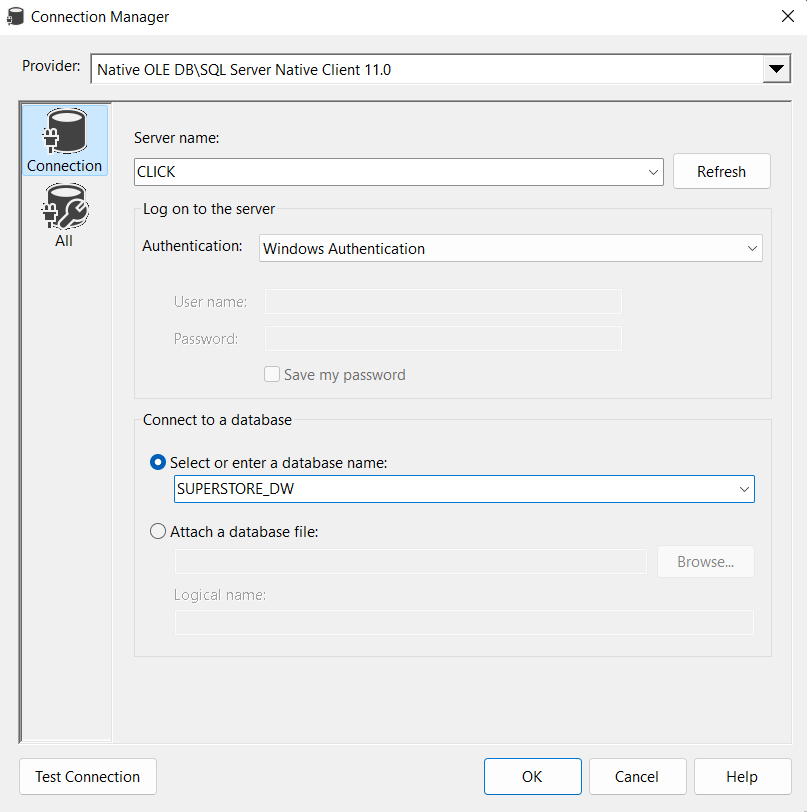 Connection Manager
Provider: Native OLE DB\SQL Server Native Client 11.0
Connection
All
Server name:
CLICK
Refresh
Log on to the server
Authentication: Windows Authentication
User name:
Password:
Save my password
Connect to a database
Select or enter a database name:
SUPERSTORE_DW
Attach a database file:
Browse...
Logical name:
Test Connection
OK
Cancel
Help